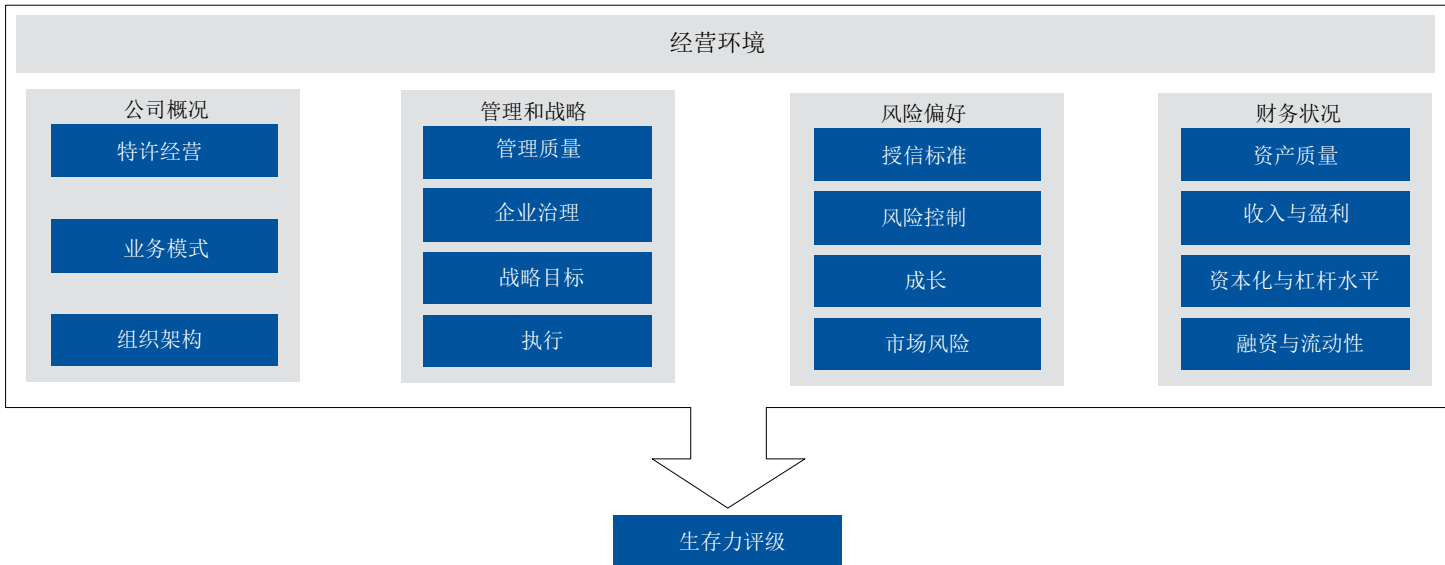 经营环境
公司概况
特许经营
业务模式
组织架构
管理和战略
管理质量
企业治理
战略目标
执行
风险偏好
授信标准
风险控制
成长
市场风险
财务状况
资产质量
收入与盈利
资本化与杠杆水平
融资与流动性
生存力评级